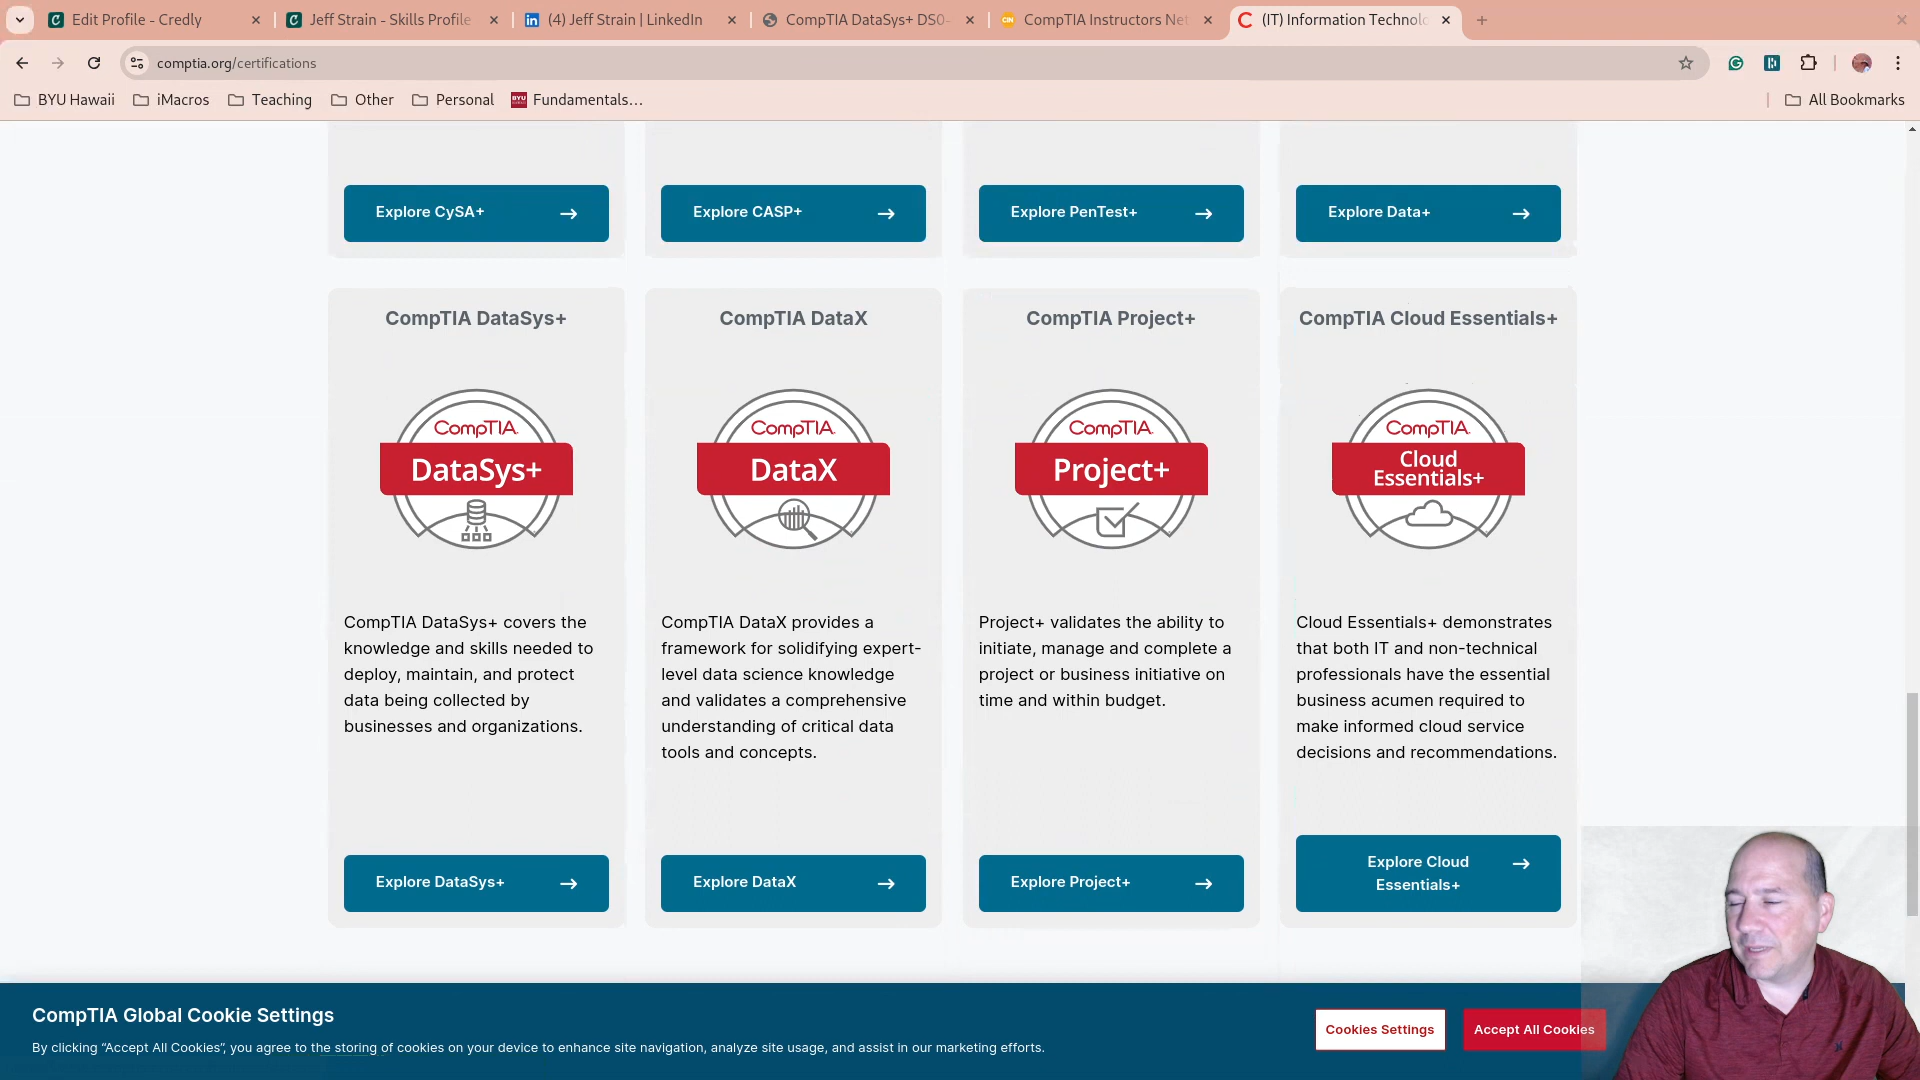 Edit Profile - Credly
Jeff Strain - Skills Profile
(4) Jeff Strain | LinkedIn
CompTIA DataSys+ DS0-
CompTIA Instructors Net
(IT) Information Technolo
comptia.org/certifications
BYU Hawaii
iMacros
Teaching
Other
Personal
Fundamentals…
All Bookmarks
Explore CySA+
Explore CASP+
Explore PenTest+
Explore Data+
CompTIA DataSys+
CompTIA DataX
CompTIA Project+
CompTIA Cloud Essentials+
CompTIA.
DataSys+
CompTIA.
DataX
CompTIA.
Project+
CompTIA.
Cloud
Essentials+
CompTIA DataSys+ covers the
knowledge and skills needed to
deploy, maintain, and protect
data being collected by
businesses and organizations.
CompTIA DataX provides a
framework for solidifying expert-
level data science knowledge
and validates a comprehensive
understanding of critical data
tools and concepts.
Project+ validates the ability to
initiate, manage and complete a
project or business initiative on
time and within budget.
Cloud Essentials+ demonstrates
that both IT and non-technical
professionals have the essential
business acumen required to
make informed cloud service
decisions and recommendations.
Explore DataSys+
Explore DataX
Explore Project+
Explore Cloud
Essentials+
CompTIA Global Cookie Settings
By clicking “Accept All Cookies”, you agree to the storing of cookies on your device to enhance site navigation, analyze site usage, and assist in our marketing efforts.
Cookies Settings
Accept All Cookies